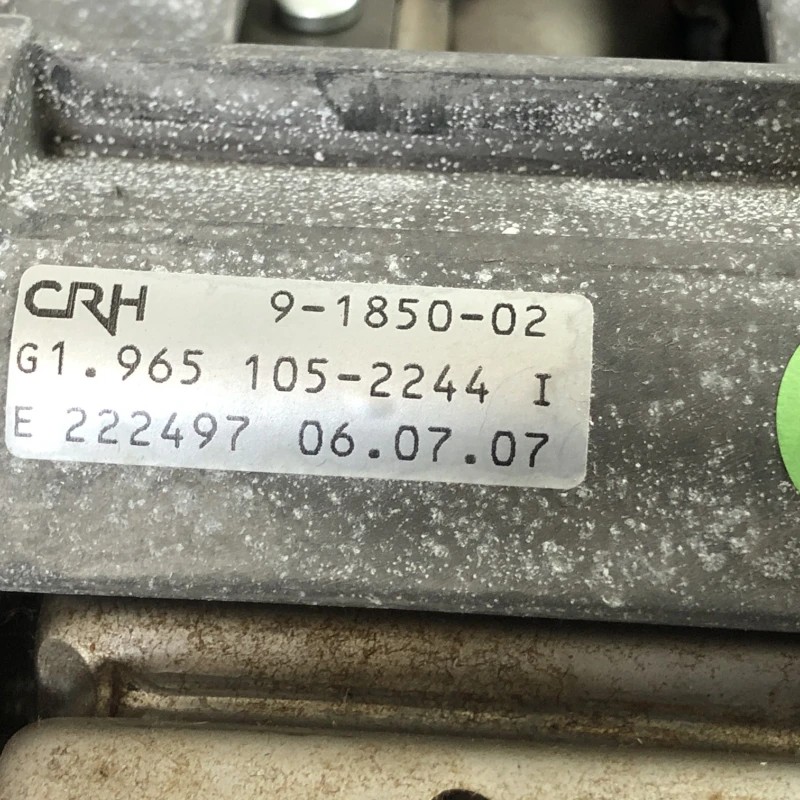 CRH 9-1850-02
G1.965 105-2244 I
E 222497 06.07.07